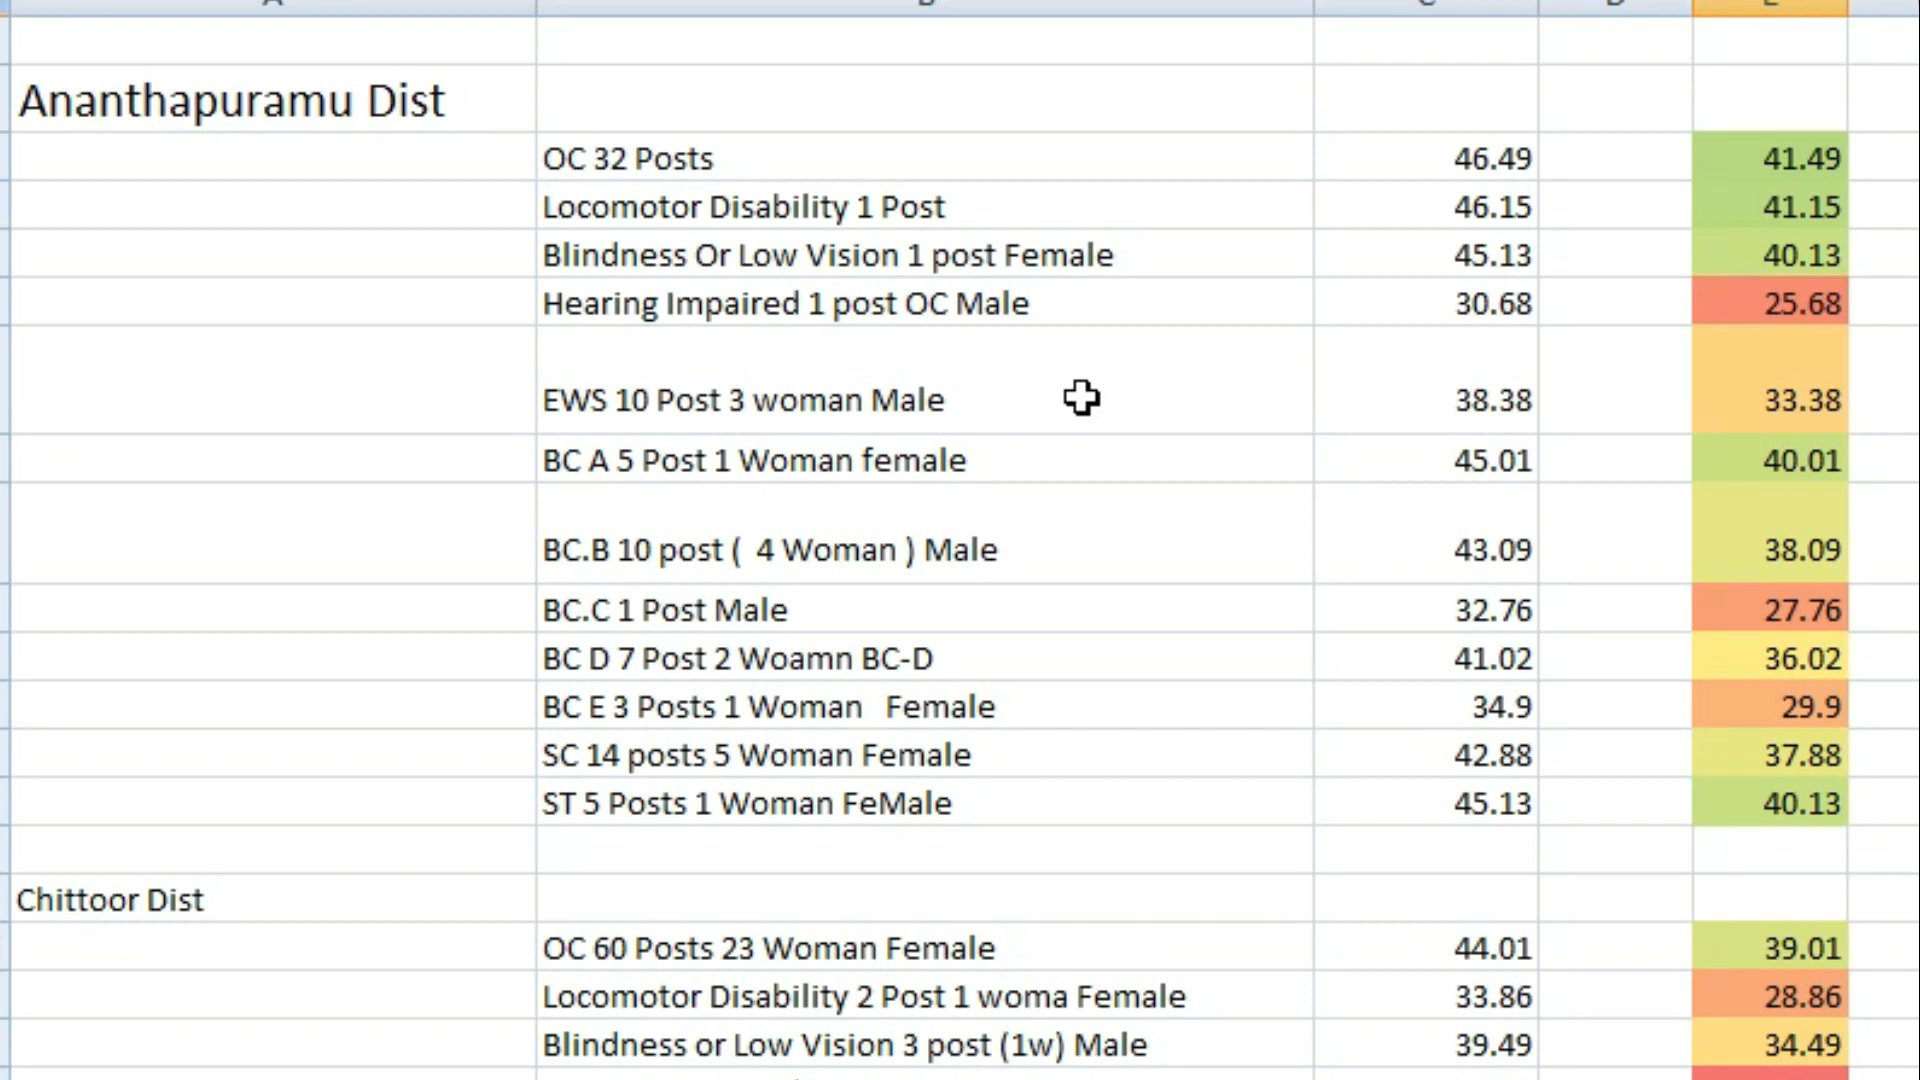 Ananthapuramu Dist
OC 32 Posts 46.49 41.49
Locomotor Disability 1 Post 46.15 41.15
Blindness Or Low Vision 1 post Female 45.13 40.13
Hearing Impaired 1 post OC Male 30.68 25.68
EWS 10 Post 3 woman Male 38.38 33.38
BC A 5 Post 1 Woman female 45.01 40.01
BC.B 10 post ( 4 Woman ) Male 43.09 38.09
BC.C 1 Post Male 32.76 27.76
BC D 7 Post 2 Woamn BC-D 41.02 36.02
BC E 3 Posts 1 Woman Female 34.9 29.9
SC 14 posts 5 Woman Female 42.88 37.88
ST 5 Posts 1 Woman FeMale 45.13 40.13
Chittoor Dist
OC 60 Posts 23 Woman Female 44.01 39.01
Locomotor Disability 2 Post 1 woma Female 33.86 28.86
Blindness or Low Vision 3 post (1w) Male 39.49 34.49